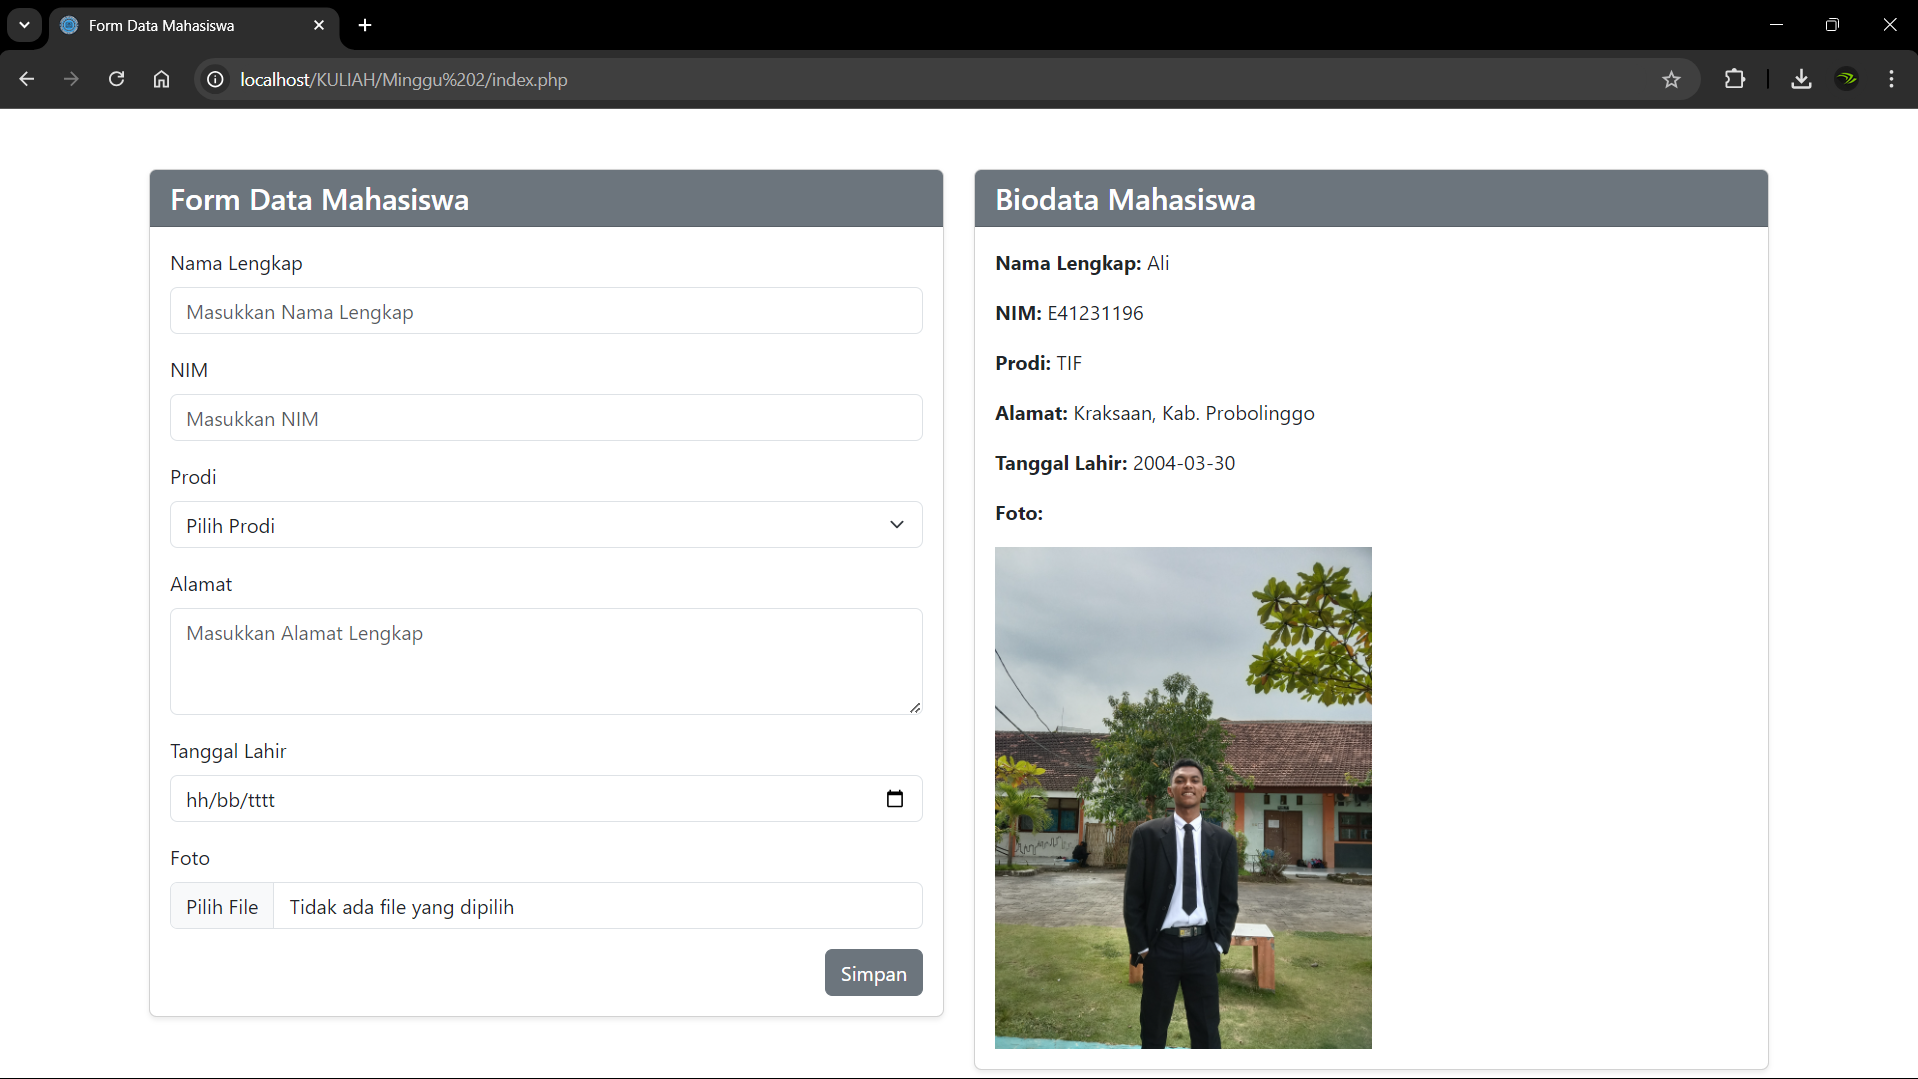 Form Data Mahasiswa
localhost/KULIAH/Minggu%202/index.php
Form Data Mahasiswa
Nama Lengkap
Masukkan Nama Lengkap
NIM
Masukkan NIM
Prodi
Pilih Prodi
Alamat
Masukkan Alamat Lengkap
Tanggal Lahir
hh/bb/tttt
Foto
Pilih File Tidak ada file yang dipilih
Simpan
Biodata Mahasiswa
Nama Lengkap: Ali
NIM: E41231196
Prodi: TIF
Alamat: Kraksaan, Kab. Probolinggo
Tanggal Lahir: 2004-03-30
Foto: